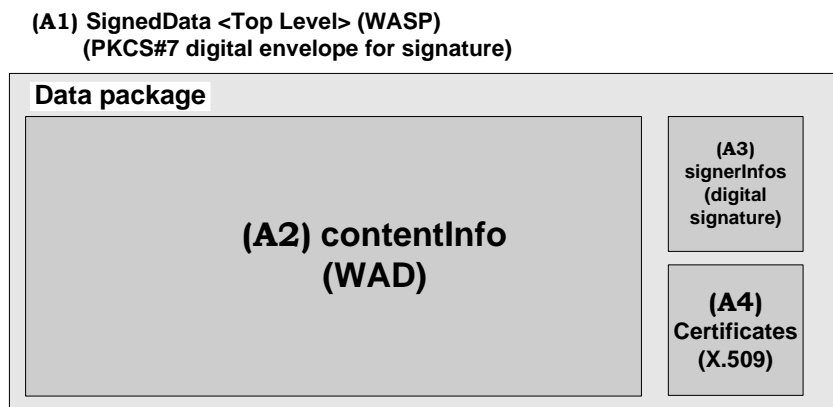 (A1) SignedData <Top Level> (WASP)
(PKCS#7 digital envelope for signature)
Data package
(A2) contentInfo
(WAD)
(A3)
signerInfos
(digital
signature)
(A4)
Certificates
(X.509)